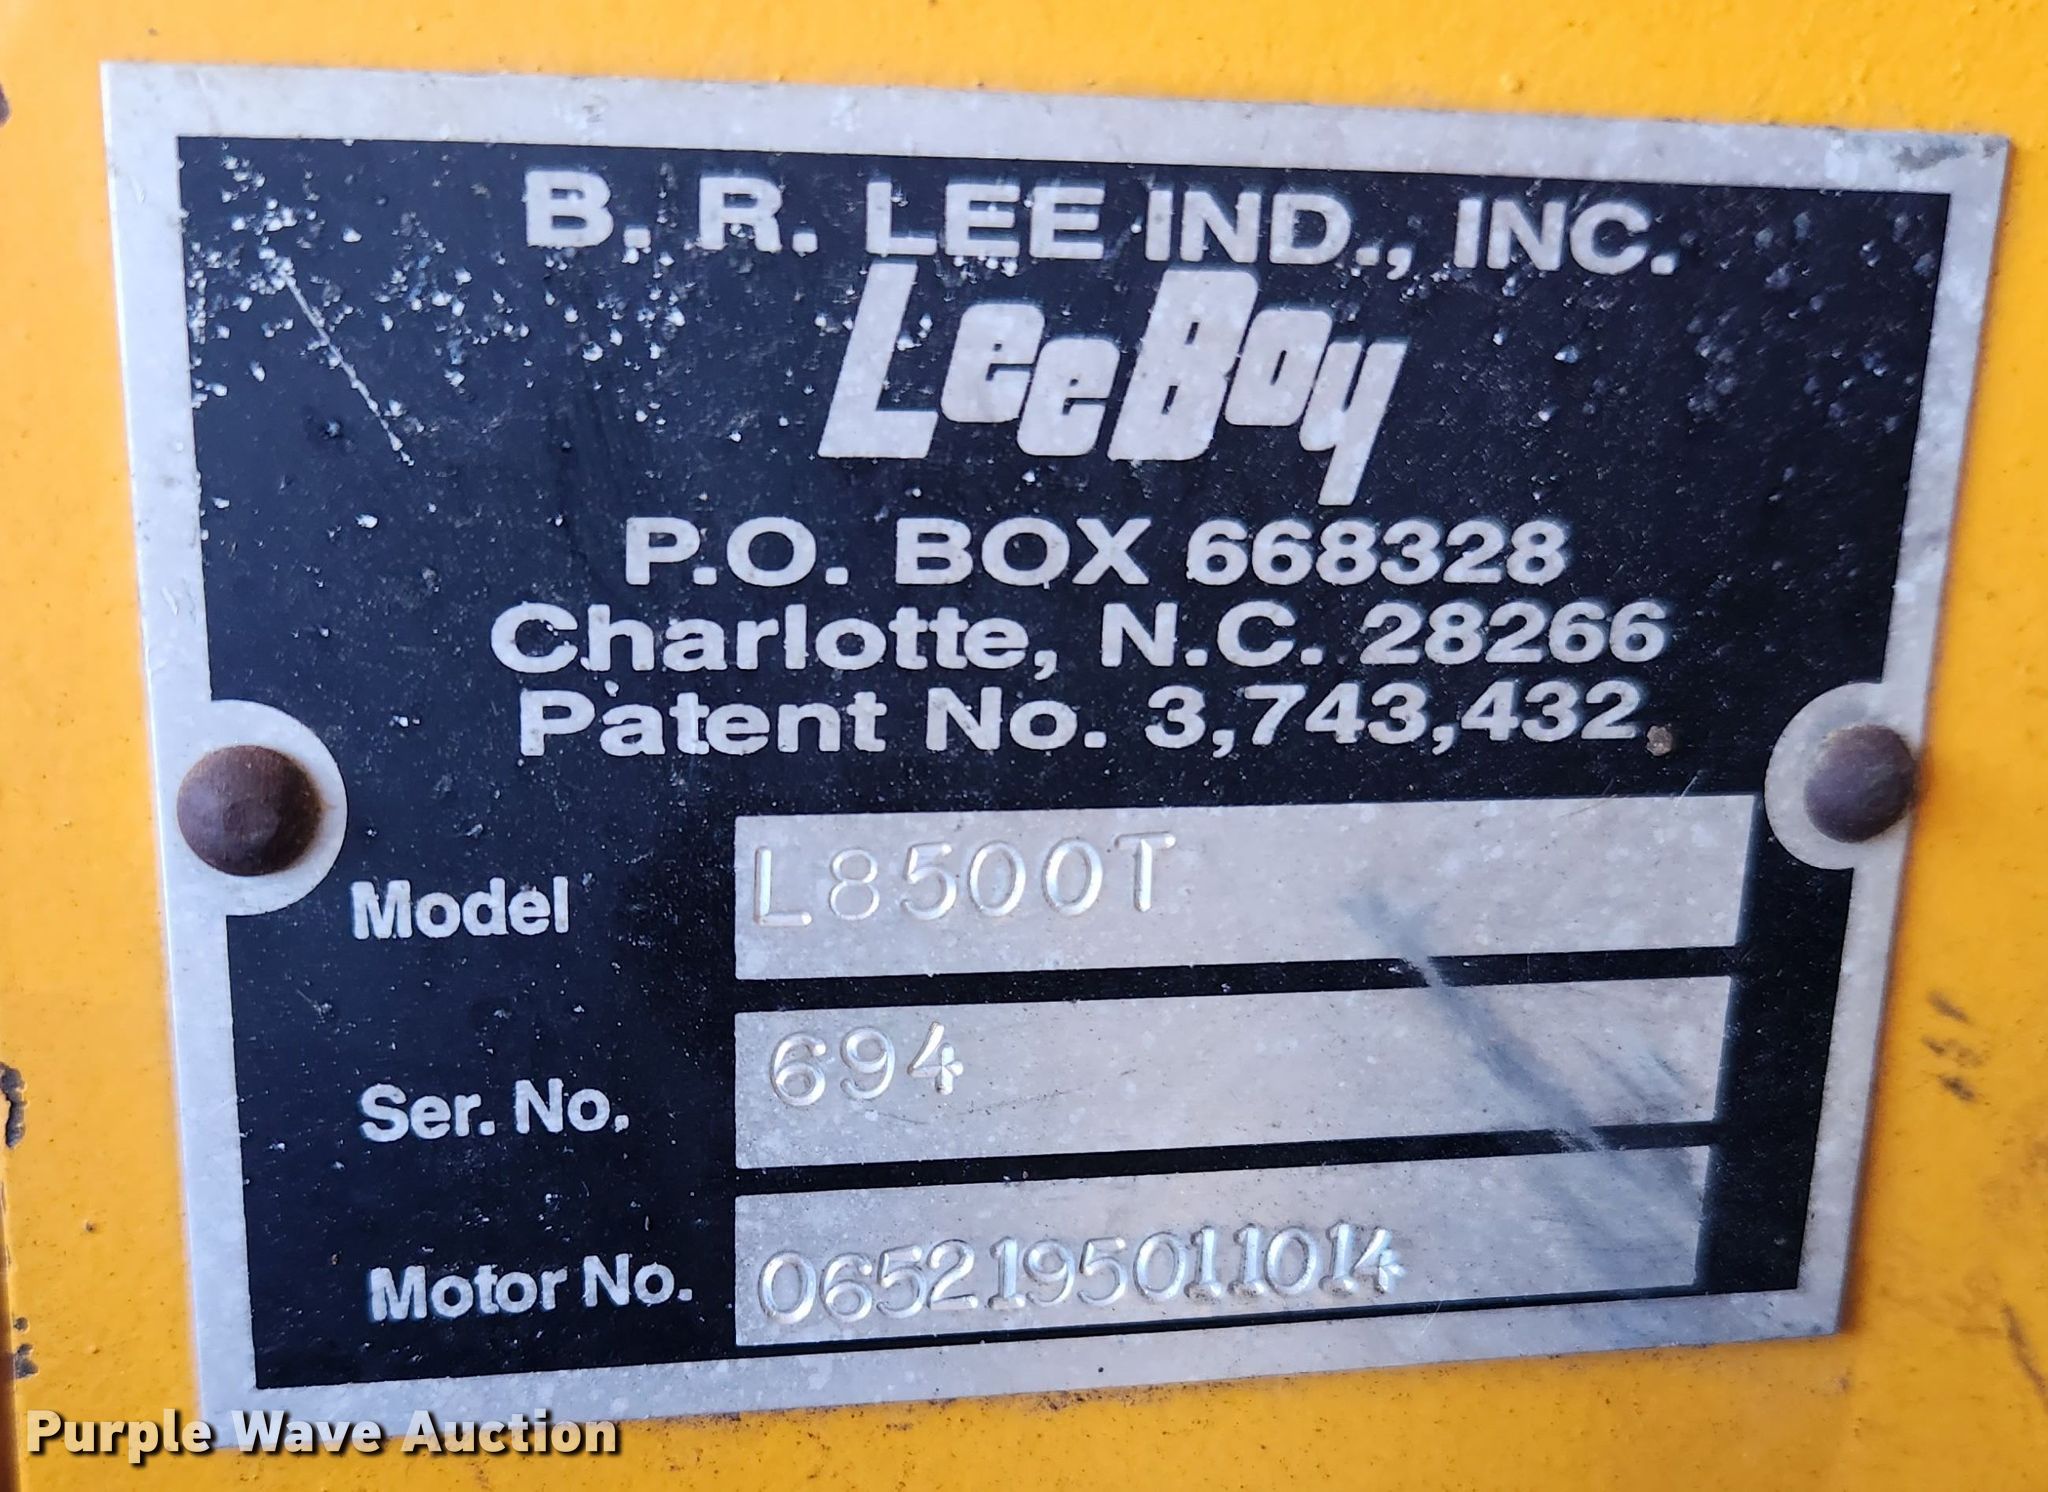 B. R. LEE IND., INC.
LeeBoy
P.O. BOX 668328
Charlotte, N.C. 28266
Patent No. 3,743,432
Model L8500T
Ser. No. 694
Motor No. 0652195011014
Purple Wave Auction